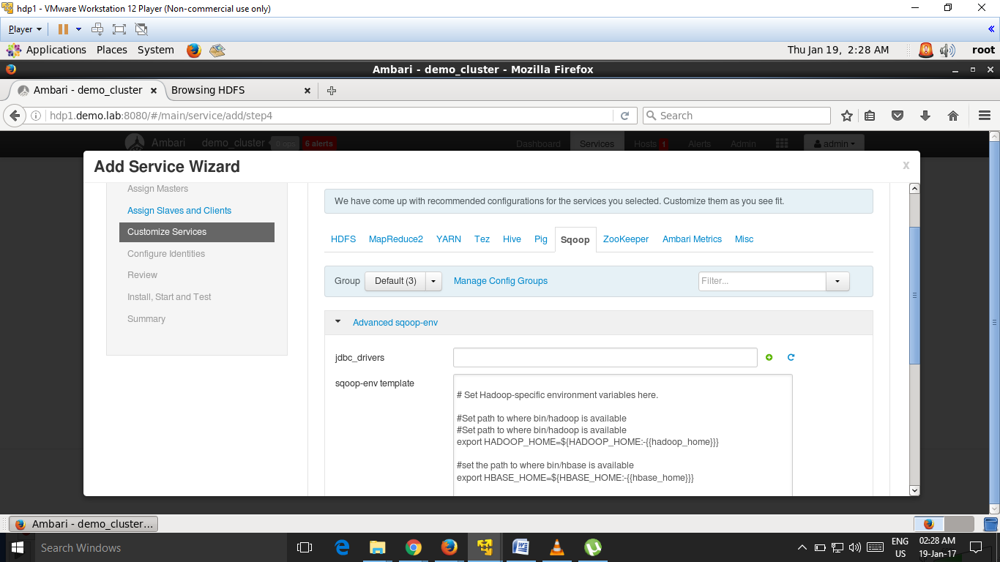 hdp1 - VMware Workstation 12 Player (Non-commercial use only)
Player
Applications Places System Thu Jan 19, 2:28 AM root
Ambari - demo_cluster - Mozilla Firefox
Ambari - demo_cluster Browsing HDFS
hdp1.demo.lab:8080/#/main/service/add/step4 Search
Ambari demo_cluster 0 ops 6 alerts Dashboard Services Hosts 1 Alerts Admin admin
Add Service Wizard x
Assign Masters
Assign Slaves and Clients
Customize Services
Configure Identities
Review
Install, Start and Test
Summary
We have come up with recommended configurations for the services you selected. Customize them as you see fit.
HDFS MapReduce2 YARN Tez Hive Pig Sqoop ZooKeeper Ambari Metrics Misc
Group Default (3) Manage Config Groups Filter...
Advanced sqoop-env
jdbc_drivers
sqoop-env template
# Set Hadoop-specific environment variables here.
#Set path to where bin/hadoop is available
#Set path to where bin/hadoop is available
export HADOOP_HOME=${HADOOP_HOME:-{{hadoop_home}}}
#set the path to where bin/hbase is available
export HBASE_HOME=${HBASE_HOME:-{{hbase_home}}}
Ambari - demo_cluster...
Search Windows
ENG
US
02:28 AM
19-Jan-17